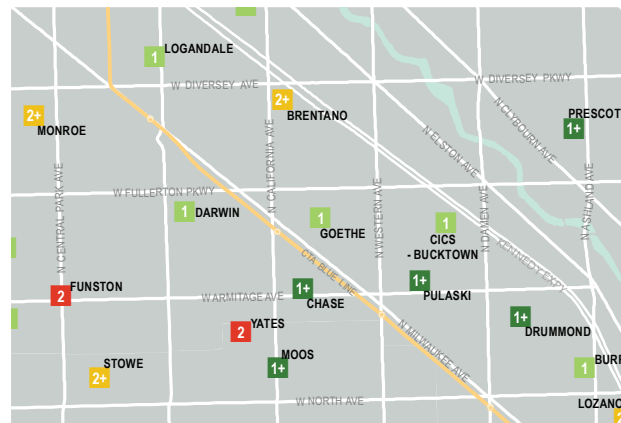 1 LOGANDALE
W DIVERSEY AVE
W DIVERSEY PKWY
2+
MONROE
2+
BRENTANO
PRESCOT
1+
N CLYBOURN AVE
N ELSTON AVE
N CENTRAL PARK AVE
N CALIFORNIA AVE
N WESTERN AVE
N DAMEN AVE
N ASHLAND AVE
W FULLERTON PKWY
1 DARWIN
1
GOETHE
1
CICS
- BUCKTOWN
KENNEDY EXPY
CTA BLUE LINE
FUNSTON
2
W ARMITAGE AVE
1+
CHASE
1+
PULASKI
1+
DRUMMOND
YATES
2
N MILWAUKEE AVE
STOWE
2+
MOOS
1+
1
BURR
W NORTH AVE
LOZANO